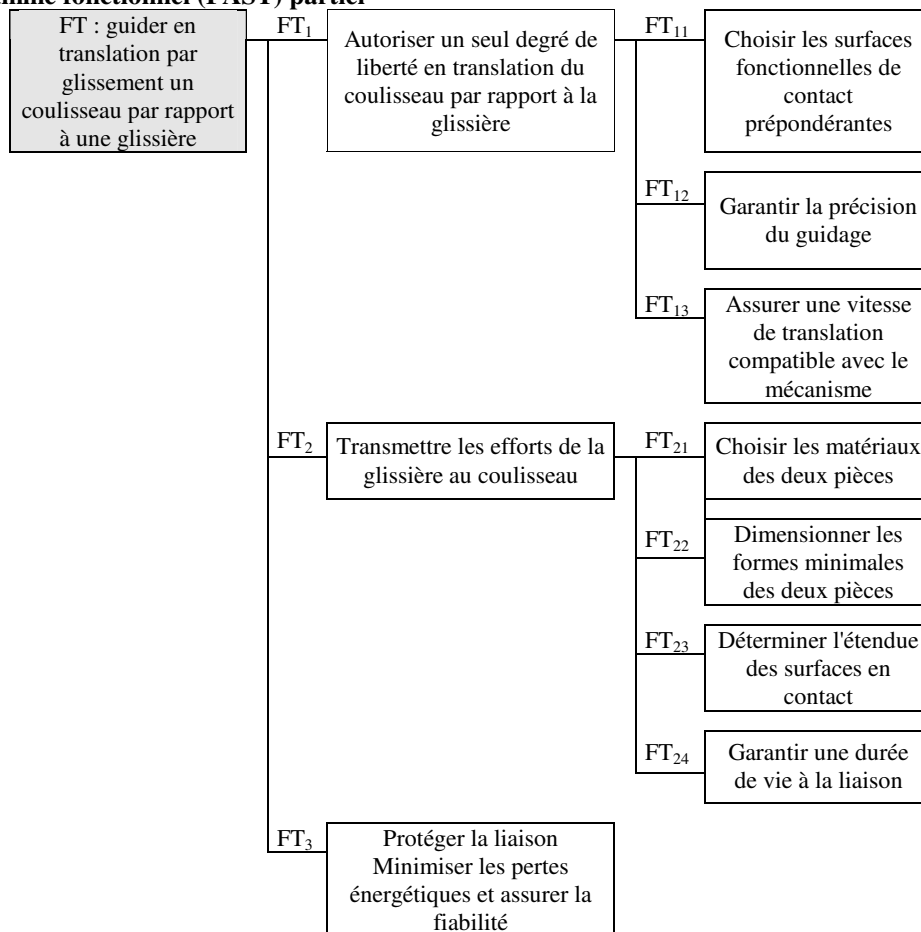 fonctionnel (FAST) partiel
FT : guider en
translation par
glissement un
coulisseau par rapport
à une glissière
FT1
Autoriser un seul degré de
liberté en translation du
coulisseau par rapport à la
glissière
FT11
Choisir les surfaces
fonctionnelles de
contact
prépondérantes
FT12
Garantir la précision
du guidage
FT13
Assurer une vitesse
de translation
compatible avec le
mécanisme
FT2
Transmettre les efforts de la
glissière au coulisseau
FT21
Choisir les matériaux
des deux pièces
FT22
Dimensionner les
formes minimales
des deux pièces
FT23
Déterminer l'étendue
des surfaces en
contact
FT24
Garantir une durée
de vie à la liaison
FT3
Protéger la liaison
Minimiser les pertes
énergétiques et assurer la
fiabilité